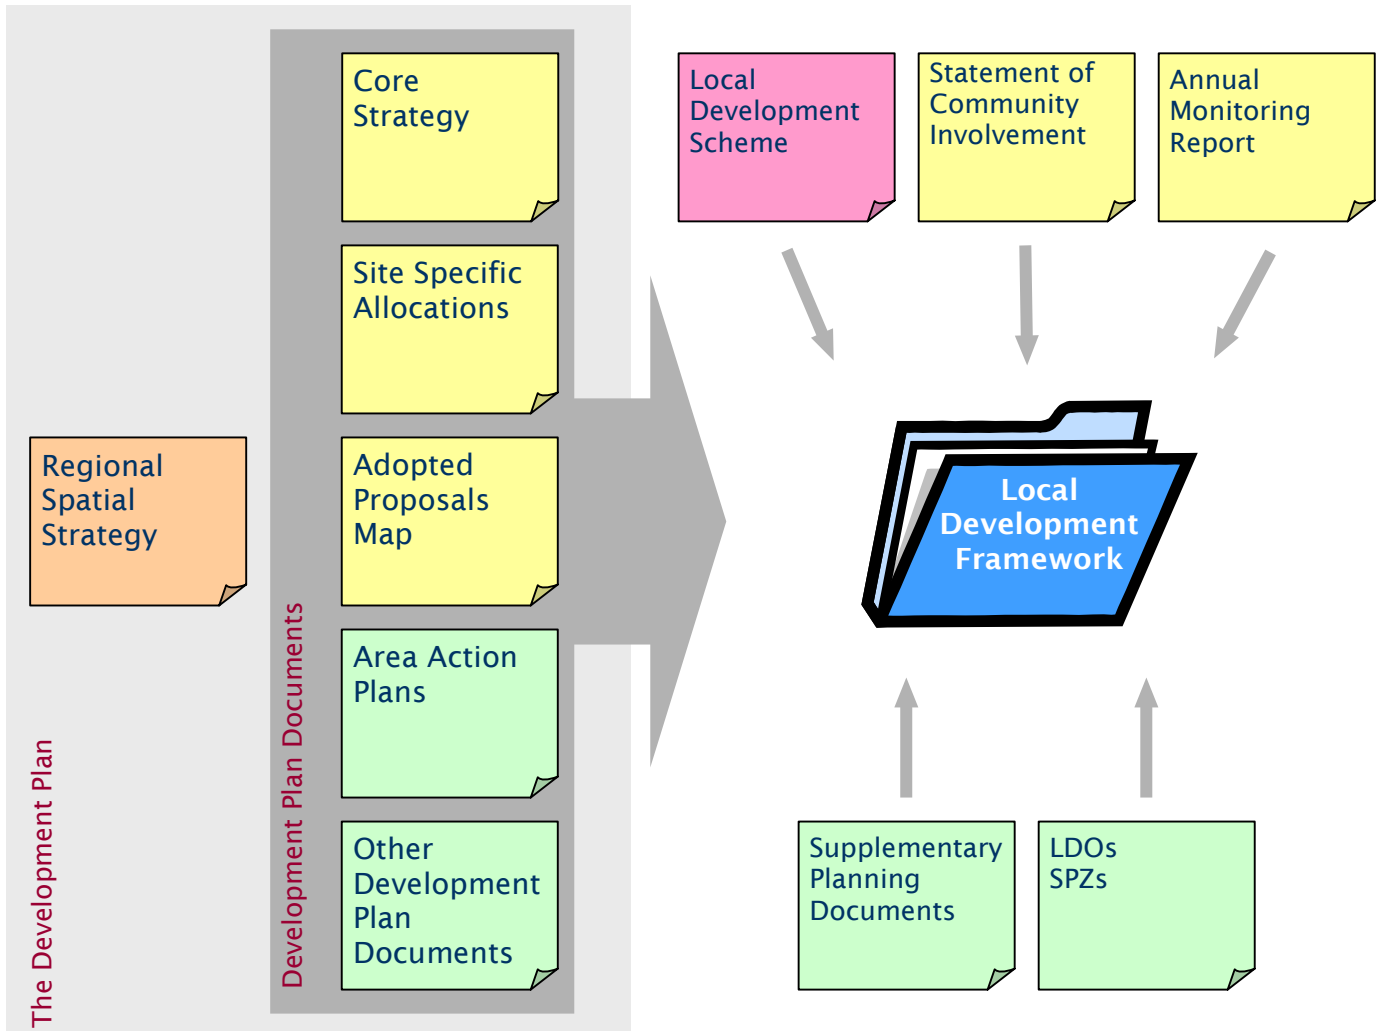 The Development Plan
Regional
Spatial
Strategy
Development Plan Documents
Core
Strategy
Site Specific
Allocations
Adopted
Proposals
Map
Area Action
Plans
Other
Development
Plan
Documents
Local
Development
Scheme
Statement of
Community
Involvement
Annual
Monitoring
Report
Local
Development
Framework
Supplementary
Planning
Documents
LDOs
SPZs